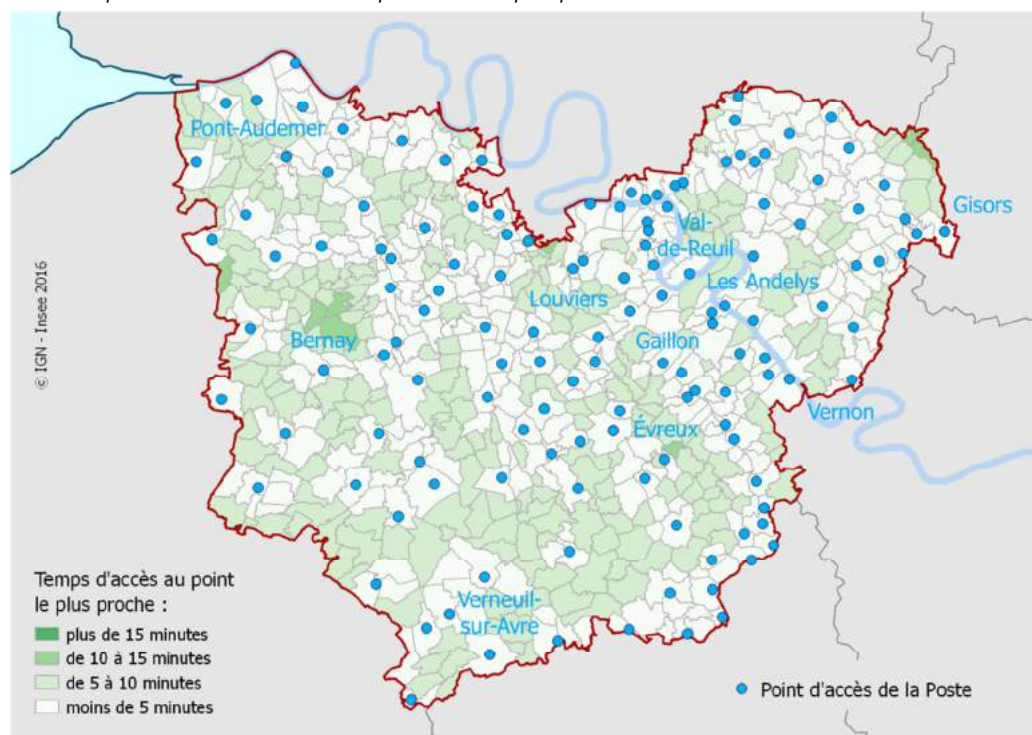 Pont-Audemer
Gisors
Val-
de-Reuil
Les Andelys
Louviers
Bernay
Gaillon
Vernon
Évreux
© IGN - Insee 2016
Temps d'accès au point
le plus proche :
plus de 15 minutes
de 10 à 15 minutes
de 5 à 10 minutes
moins de 5 minutes
Verneuil-
sur-Avre
Point d'accès de la Poste